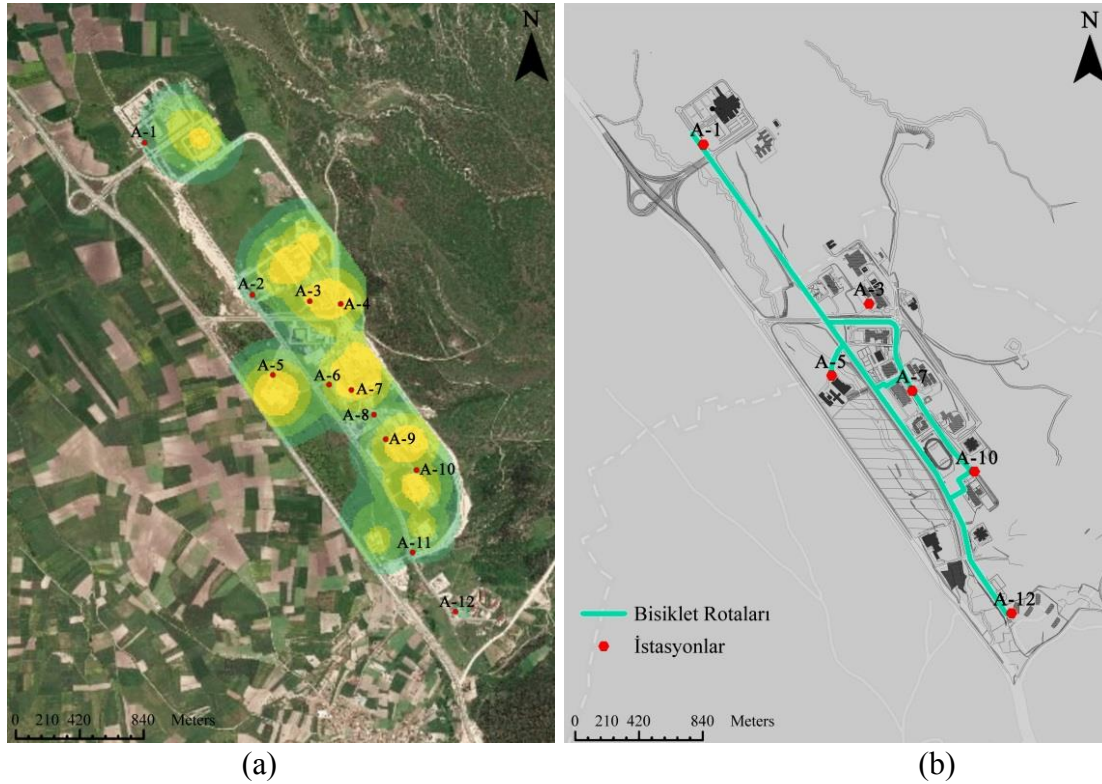 N
A-1
A-2
A-3
A-4
A-5
A-6
A-7
A-8
A-9
A-10
A-11
A-12
0 210 420 840 Meters
(a)
N
A-1
A-3
A-5
A-7
A-10
A-12
Bisiklet Rotaları
İstasyonlar
0 210 420 840 Meters
(b)